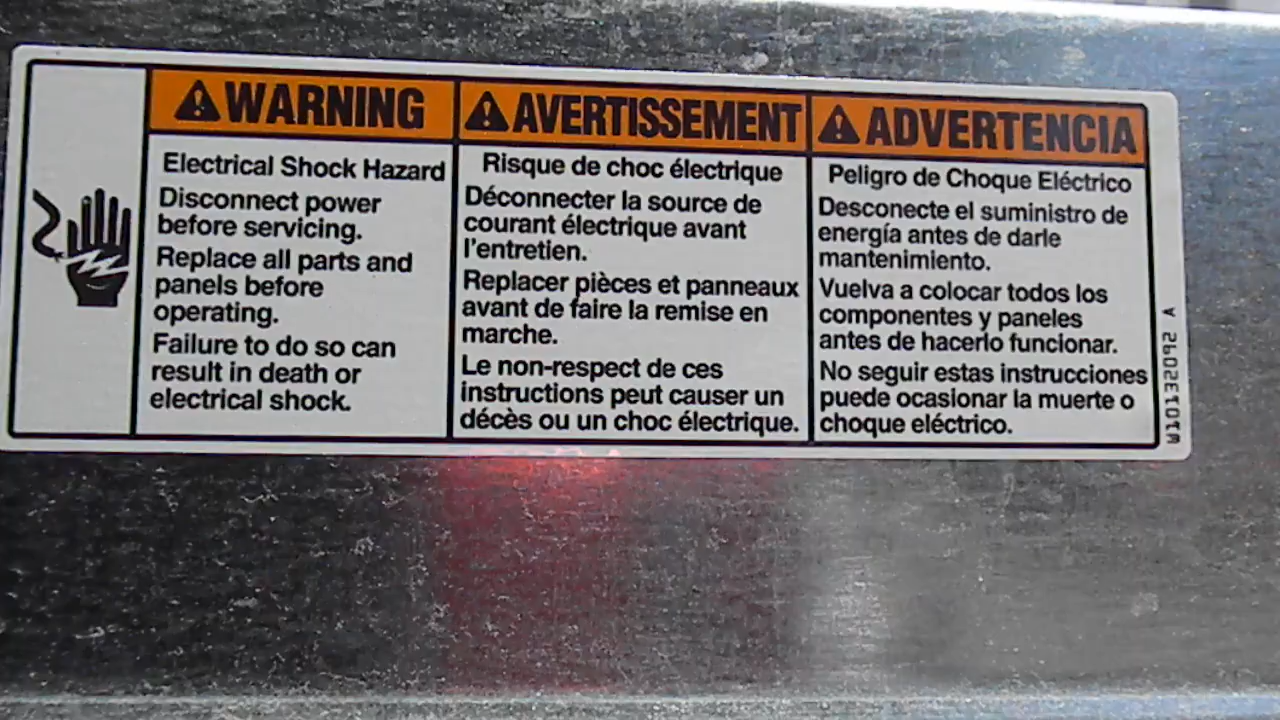 WARNING
Electrical Shock Hazard
Disconnect power
before servicing.
Replace all parts and
panels before
operating.
Failure to do so can
result in death or
electrical shock.
AVERTISSEMENT
Risque de choc électrique
Déconnecter la source de
courant électrique avant
l'entretien.
Replacer pièces et panneaux
avant de faire la remise en
marche.
Le non-respect de ces
instructions peut causer un
décès ou un choc électrique.
ADVERTENCIA
Peligro de Choque Eléctrico
Desconecte el suministro de
energía antes de darle
mantenimiento.
Vuelva a colocar todos los
componentes y paneles
antes de hacerlo funcionar.
No seguir estas instrucciones
puede ocasionar la muerte o
choque eléctrico.